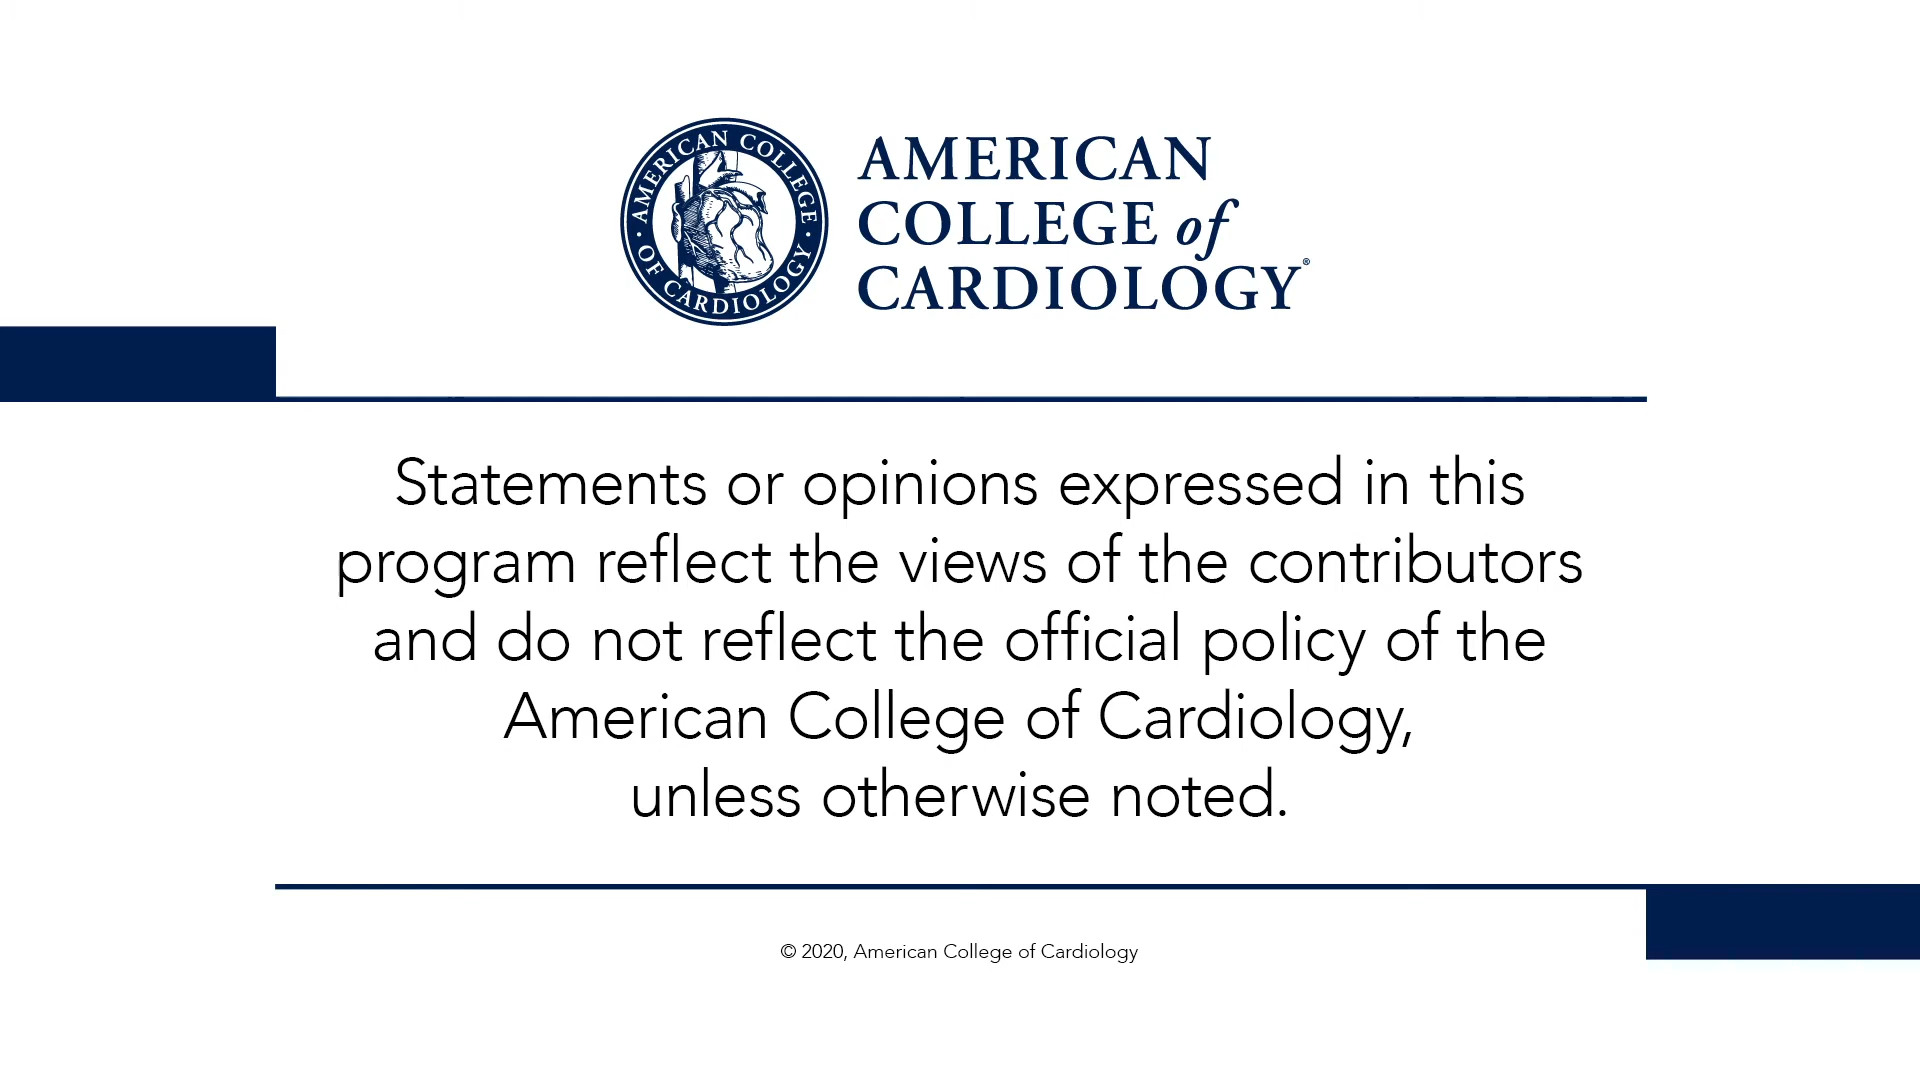 AMERICAN COLLEGE
· OF CARDIOLOGY ·
AMERICAN
COLLEGE of
CARDIOLOGY®
Statements or opinions expressed in this
program reflect the views of the contributors
and do not reflect the official policy of the
American College of Cardiology,
unless otherwise noted.
© 2020, American College of Cardiology